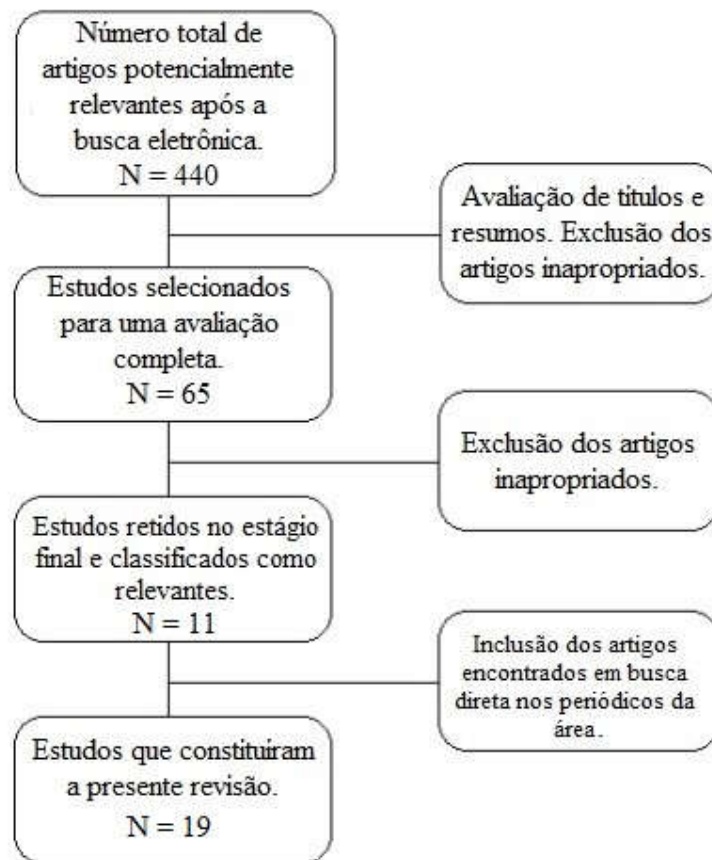 Número total de
artigos potencialmente
relevantes após a
busca eletrônica.
N = 440
Avaliação de títulos e
resumos. Exclusão dos
artigos inapropriados.
Estudos selecionados
para uma avaliação
completa.
N = 65
Exclusão dos artigos
inapropriados.
Estudos retidos no estágio
final e classificados como
relevantes.
N = 11
Inclusão dos artigos
encontrados em busca
direta nos periódicos da
área.
Estudos que constituiram
a presente revisão.
N = 19